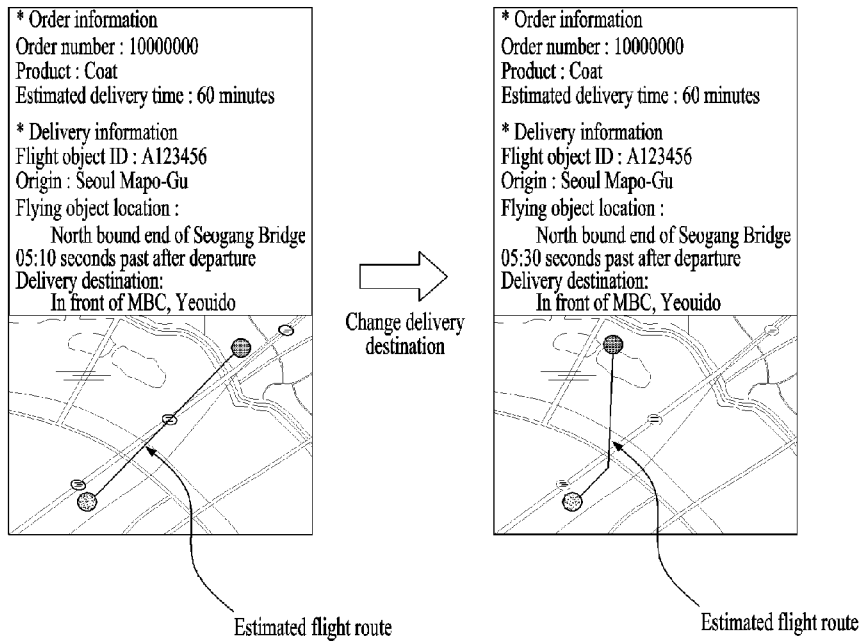 * Order information
Order number : 10000000
Product : Coat
Estimated delivery time : 60 minutes
* Delivery information
Flight object ID : A123456
Origin : Seoul Mapo-Gu
Flying object location :
North bound end of Seogang Bridge
05:10 seconds past after departure
Delivery destination:
In front of MBC, Yeouido
Estimated flight route
Change delivery
destination
* Order information
Order number : 10000000
Product : Coat
Estimated delivery time : 60 minutes
* Delivery information
Flight object ID : A123456
Origin : Seoul Mapo-Gu
Flying object location :
North bound end of Seogang Bridge
05:30 seconds past after departure
Delivery destination:
In front of MBC, Yeouido
Estimated flight route